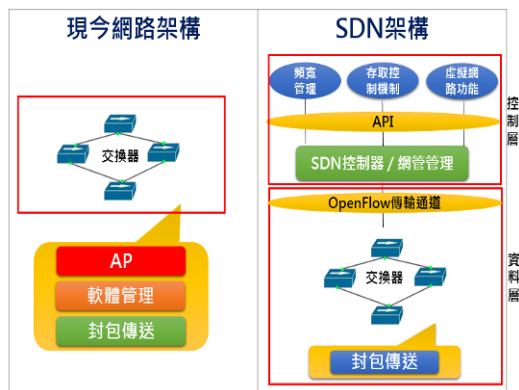 現今網路架構
交換器
AP
軟體管理
封包傳送
SDN架構
頻寬
管理
存取控
制機制
虛擬網
路功能
API
SDN控制器 / 網管管理
控制層
OpenFlow傳輸通道
交換器
封包傳送
資料層